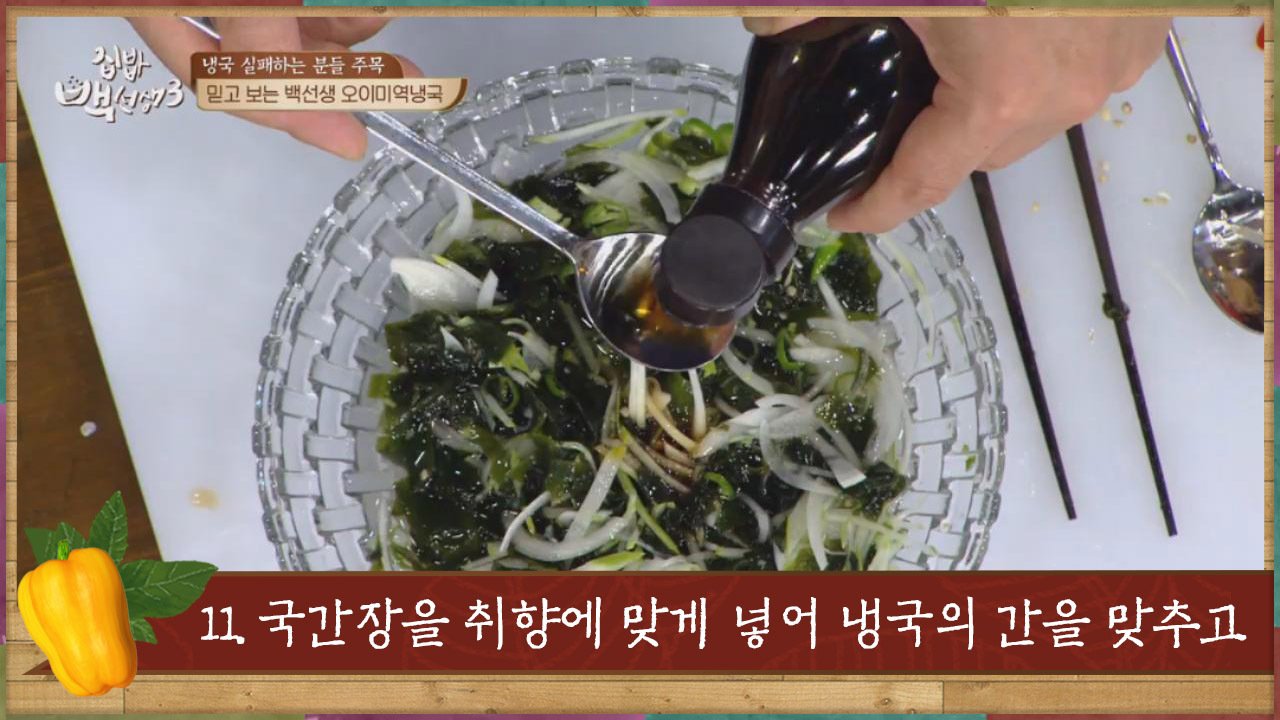 집밥
백선생3
냉국 실패하는 분들 주목
믿고 보는 백선생 오이미역냉국
11. 국간장을 취향에 맞게 넣어 냉국의 간을 맞추고